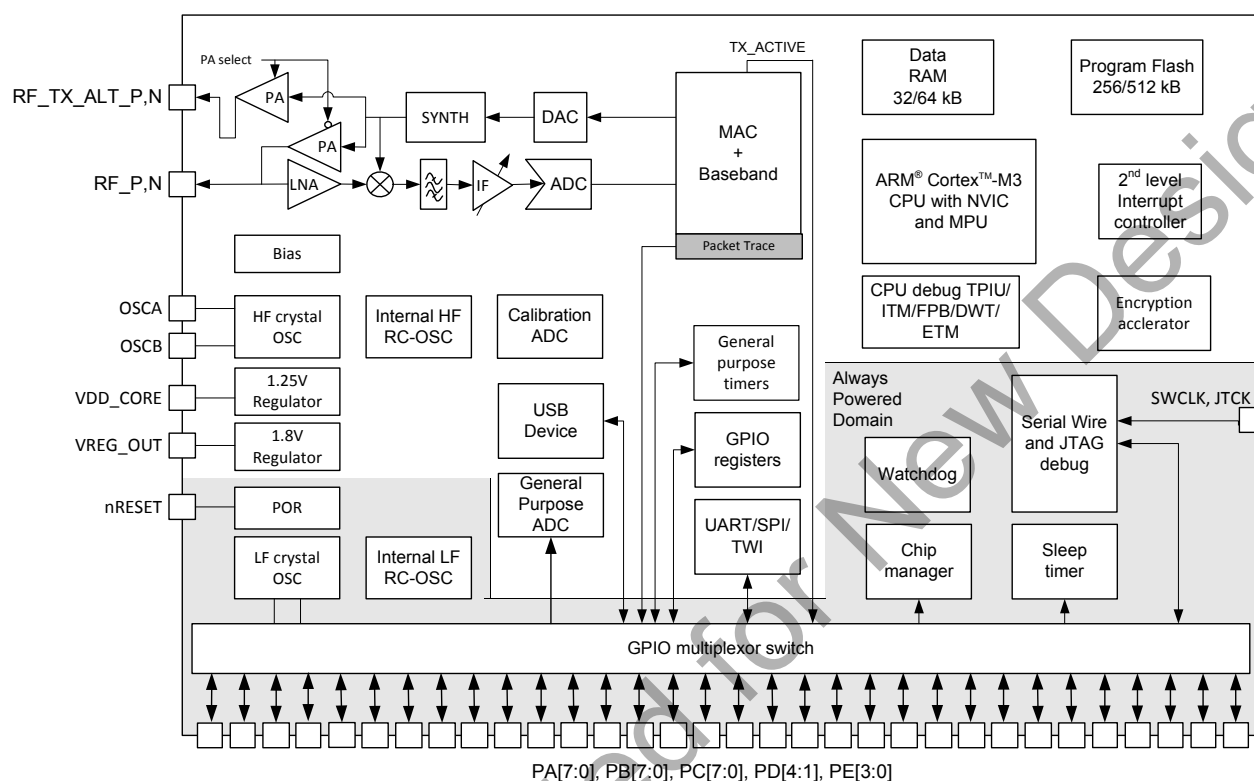 TX_ACTIVE
PA select
RF_TX_ALT_P,N
PA
SYNTH
DAC
MAC
+
Baseband
Data
RAM
32/64 kB
Program Flash
256/512 kB
PA
RF_P,N
LNA
IF
ADC
ARM® Cortex™-M3
CPU with NVIC
and MPU
2nd level
Interrupt
controller
Packet Trace
Bias
OSCA
OSCB
HF crystal
OSC
Internal HF
RC-OSC
Calibration
ADC
CPU debug TPIU/
ITM/FPB/DWT/
ETM
Encryption
acclerator
General
purpose
timers
VDD_CORE
1.25V
Regulator
USB
Device
Always
Powered
Domain
Serial Wire
and JTAG
debug
SWCLK, JTCK
VREG_OUT
1.8V
Regulator
GPIO
registers
Watchdog
nRESET
POR
General
Purpose
ADC
UART/SPI/
TWI
LF crystal
OSC
Internal LF
RC-OSC
Chip
manager
Sleep
timer
GPIO multiplexor switch
PA[7:0], PB[7:0], PC[7:0], PD[4:1], PE[3:0]
ed for New Desig